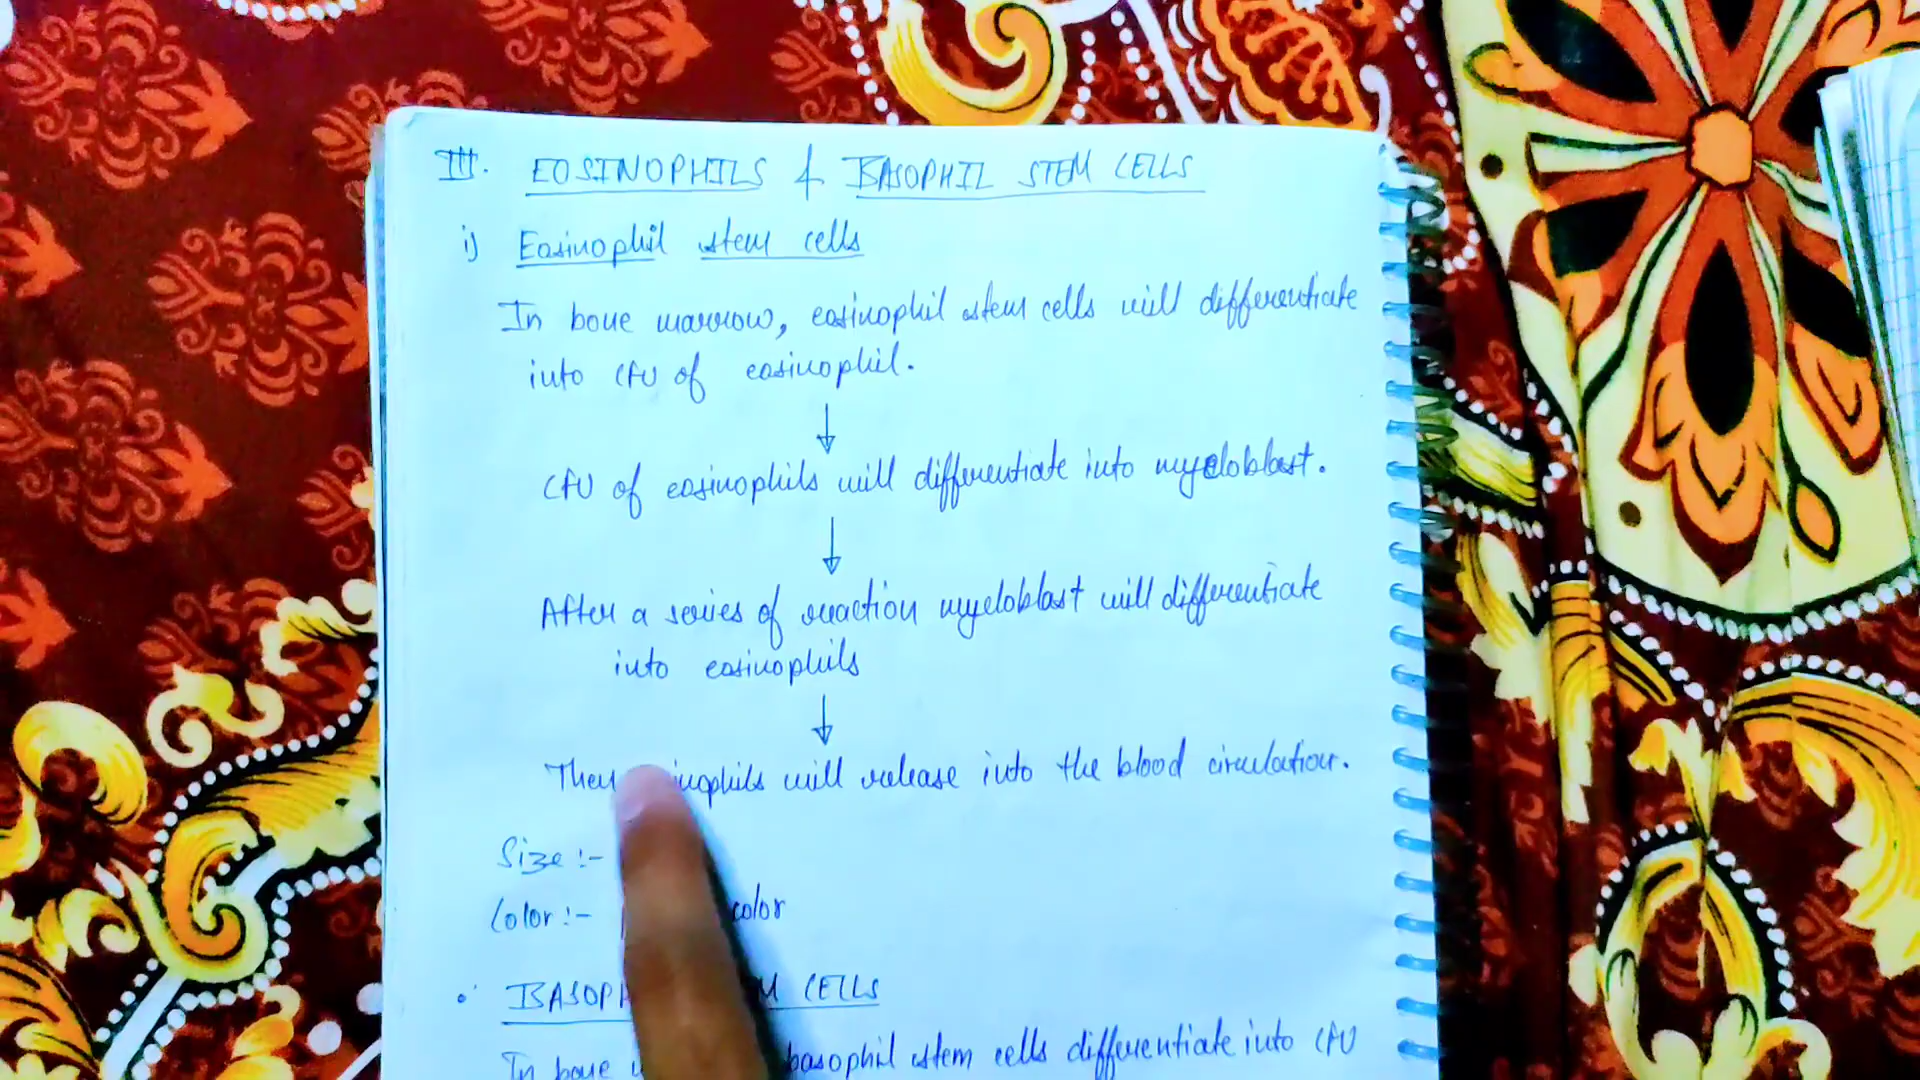 III. EOSINOPHILS & BASOPHIL STEM CELLS
i) Eosinophil stem cells
In bone marrow, eosinophil stem cells will differentiate
into CFU of eosinophil.
↓
CFU of eosinophils will differentiate into myeloblast.
↓
After a series of reaction myeloblast will differentiate
into eosinophils
↓
Then will release into the blood circulation.
Size :-
Color :- color
• CELLS
In bone basophil stem cells differentiate into CFU